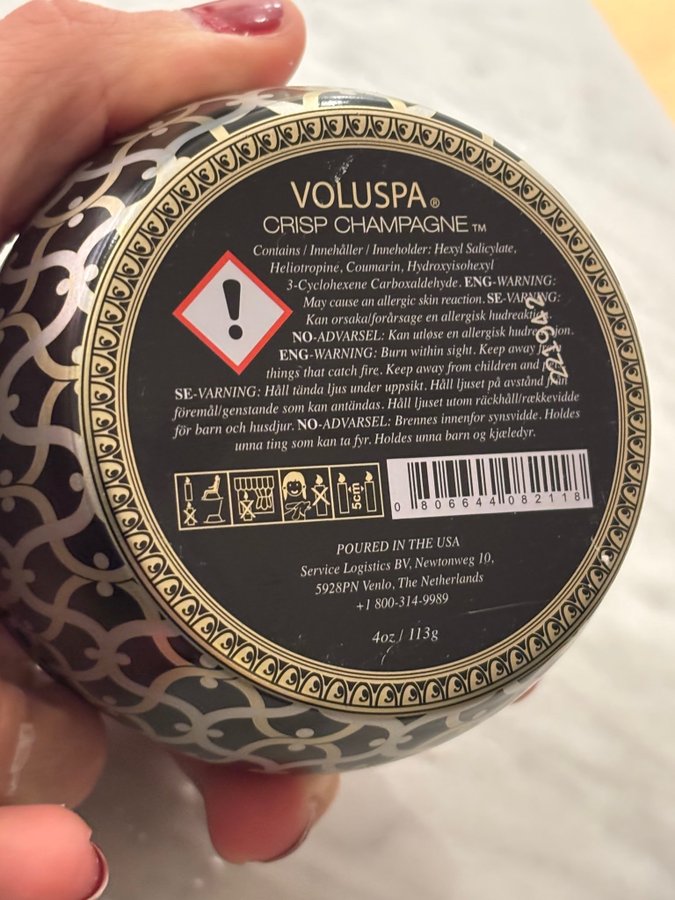 VOLUSPA®
CRISP CHAMPAGNE™
Contains / Innehåller / Inneholder: Hexyl Salicylate,
Heliotropine, Coumarin, Hydroxyisohexyl
3-Cyclohexene Carboxaldehyde. ENG-WARNING:
May cause an allergic skin reaction. SE-VARNING:
Kan orsaka/forårsage en allergisk hudreaktion.
NO-ADVARSEL: Kan utløse en allergisk
ENG-WARNING: Burn within sight. Keep away from
things that catch fire. Keep away from children and
SE-VARNING: Håll tända ljus under uppsikt. Håll ljuset på avstånd från
föremål/genstande som kan antändas. Håll ljuset utom räckhåll/rækkevidde
för barn och husdjur. NO-ADVARSEL: Brennes innenfor synsvidde. Holdes
unna ting som kan ta fyr. Holdes unna barn og kjæledyr.
5cm
0 806644 082118
POURED IN THE USA
Service Logistics BV, Newtonweg 10,
5928PN Venlo, The Netherlands
+1 800-314-9989
4oz / 113g